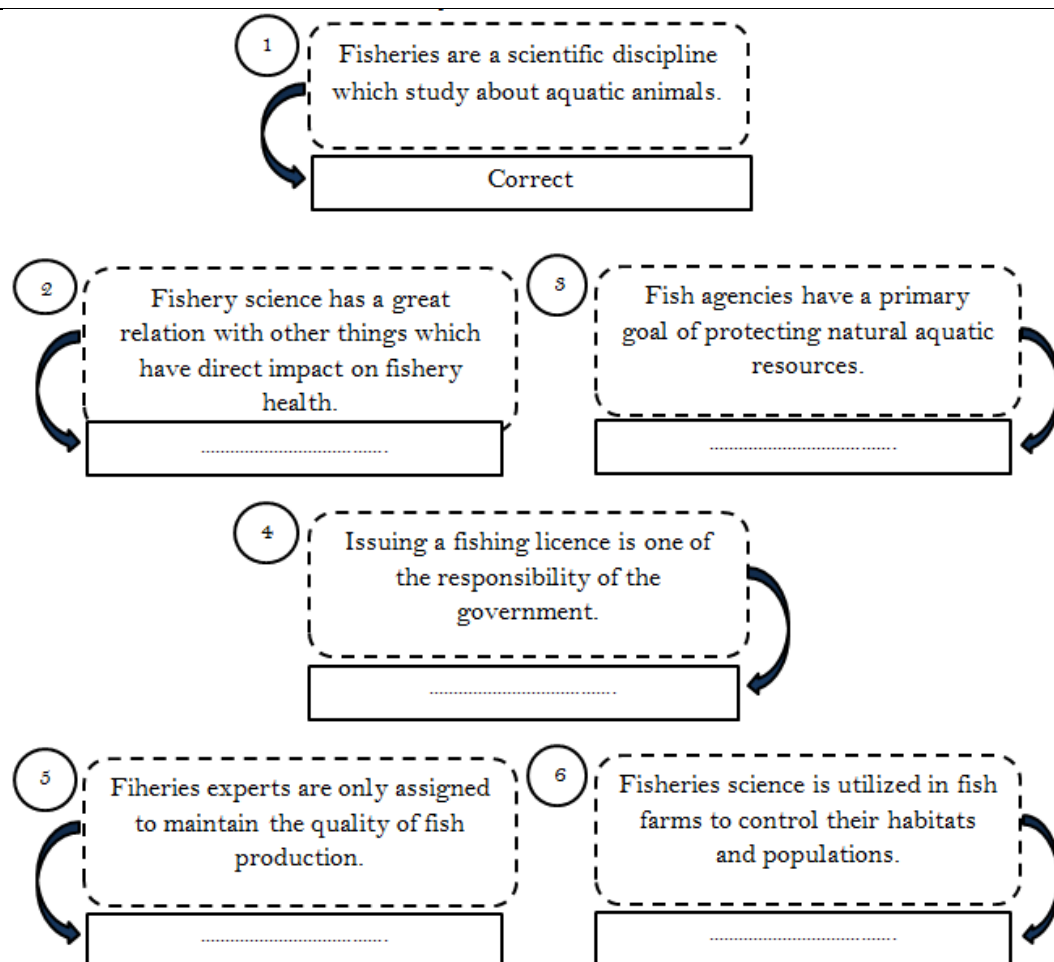 1
Fisheries are a scientific discipline
which study about aquatic animals.
Correct
2
Fishery science has a great
relation with other things which
have direct impact on fishery
health.
.......................................
3
Fish agencies have a primary
goal of protecting natural aquatic
resources.
.......................................
4
Issuing a fishing licence is one of
the responsibility of the
government.
.......................................
5
Fiheries experts are only assigned
to maintain the quality of fish
production.
.......................................
6
Fisheries science is utilized in fish
farms to control their habitats
and populations.
.......................................